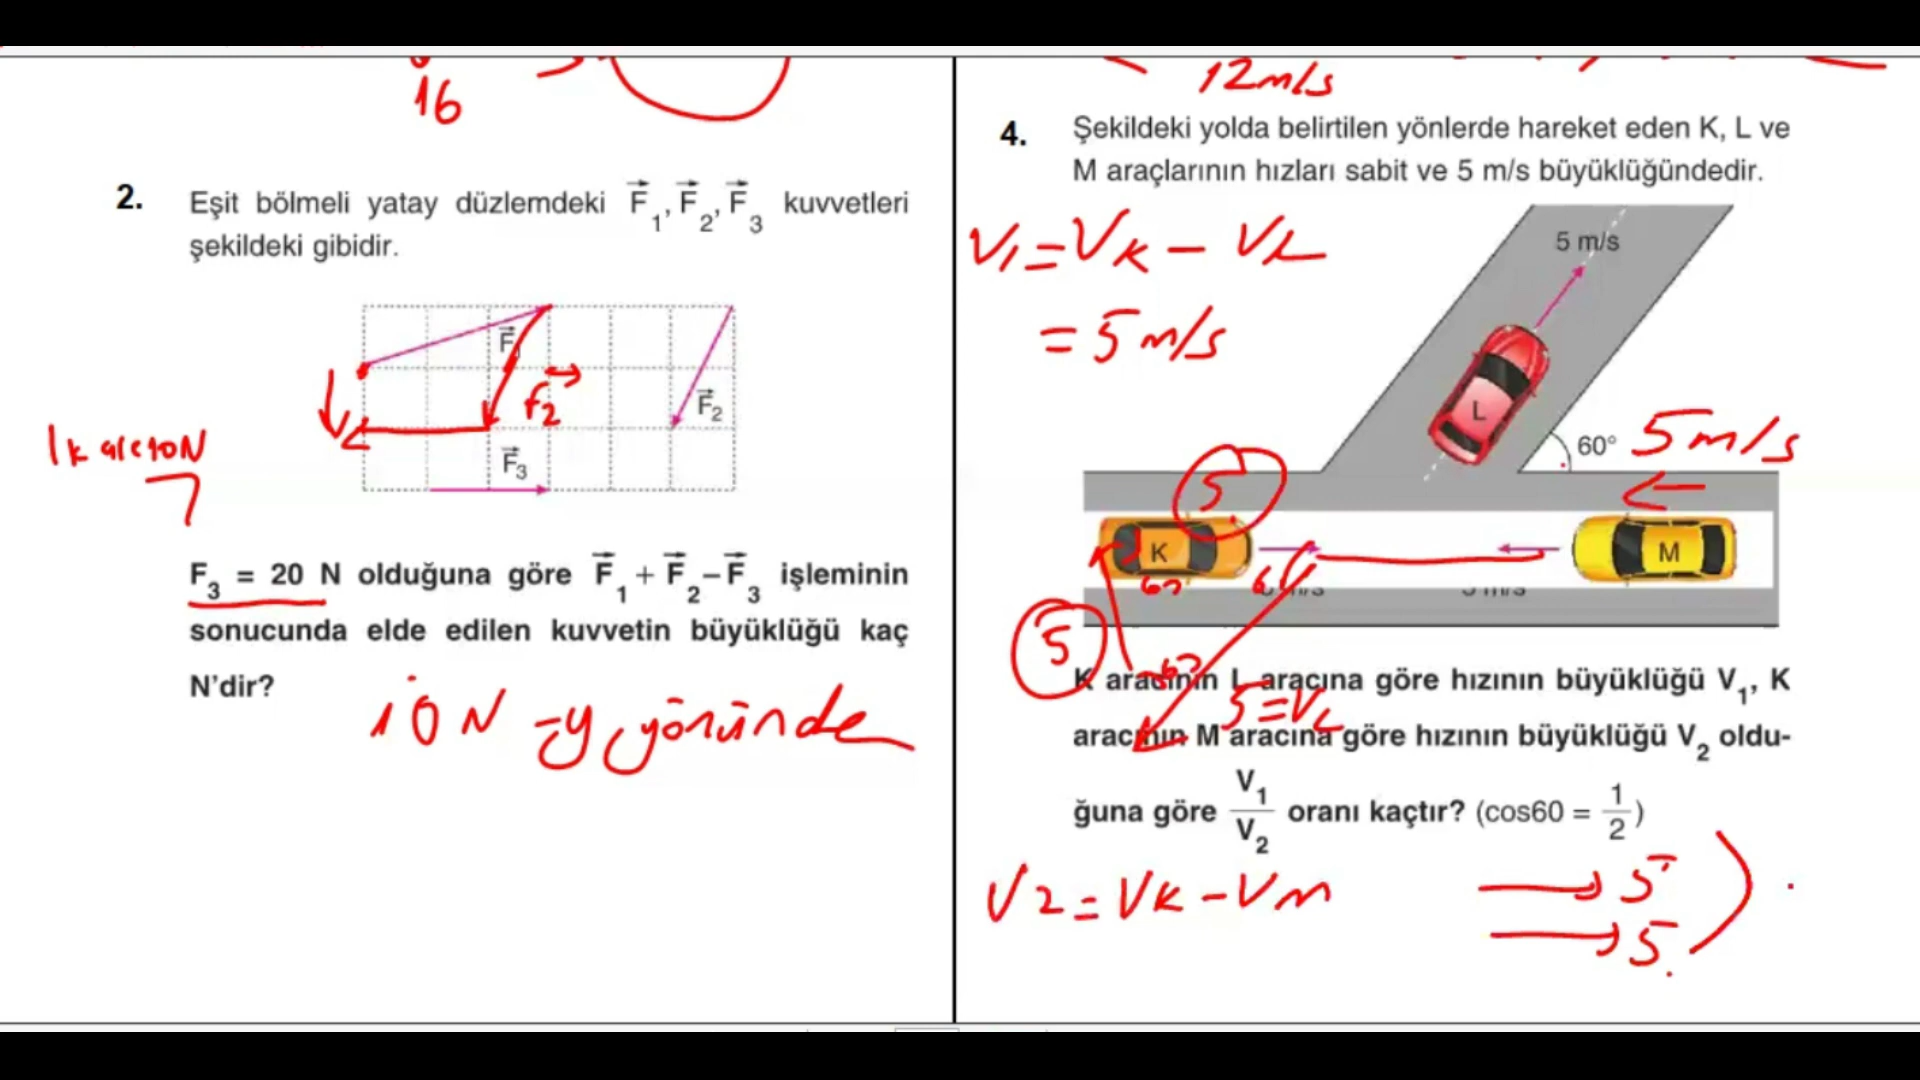 16
2.
Eşit bölmeli yatay düzlemdeki F₁, F₂, F₃ kuvvetleri
şekildeki gibidir.
F
F₂
f₂
F₃
1k areton
F₃ = 20 N olduğuna göre F₁ + F₂ – F₃ işleminin
sonucunda elde edilen kuvvetin büyüklüğü kaç
N'dir?
10 N -y yönünde
12m/s
4.
Şekildeki yolda belirtilen yönlerde hareket eden K, L ve
M araçlarının hızları sabit ve 5 m/s büyüklüğündedir.
V1 = VK – VL
= 5 m/s
5 m/s
L
60° 5 m/s
5
K
M
60
m/s
5
K aracının L aracına göre hızının büyüklüğü V₁, K
5=VL
aracının M aracına göre hızının büyüklüğü V₂ oldu-
ğuna göre V₁/V₂ oranı kaçtır? (cos60 = 1/2)
V2 = VK – VM
5
5